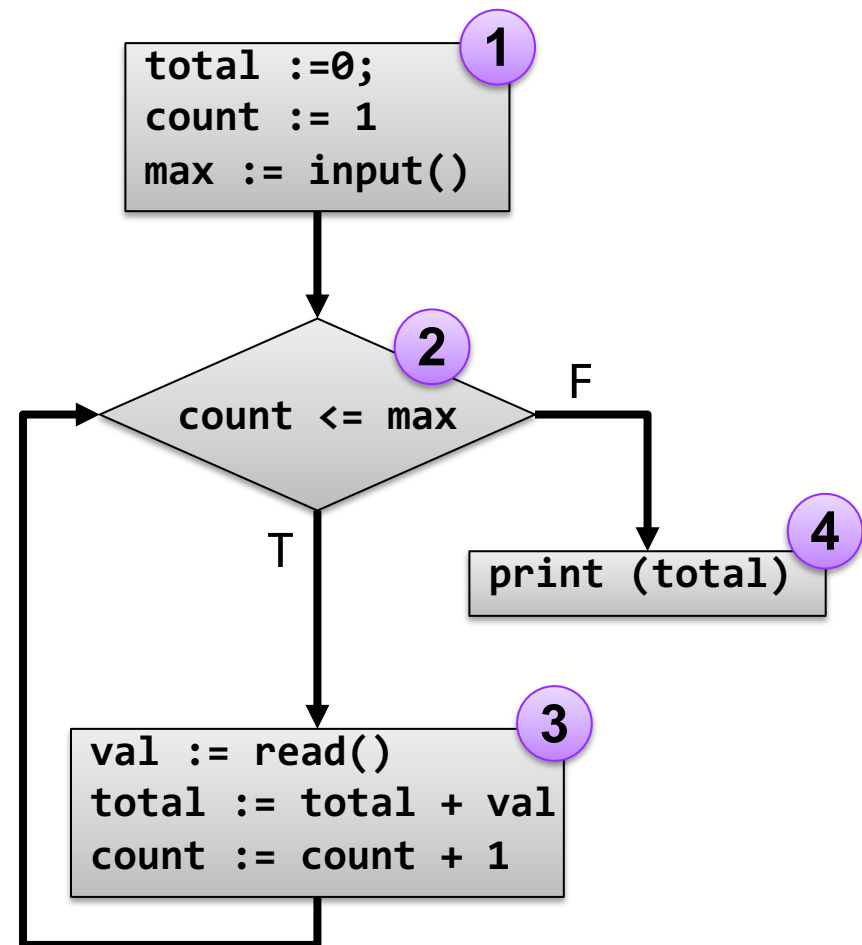 1
total :=0;
count := 1
max := input()
2
count <= max
F
T
4
print (total)
3
val := read()
total := total + val
count := count + 1